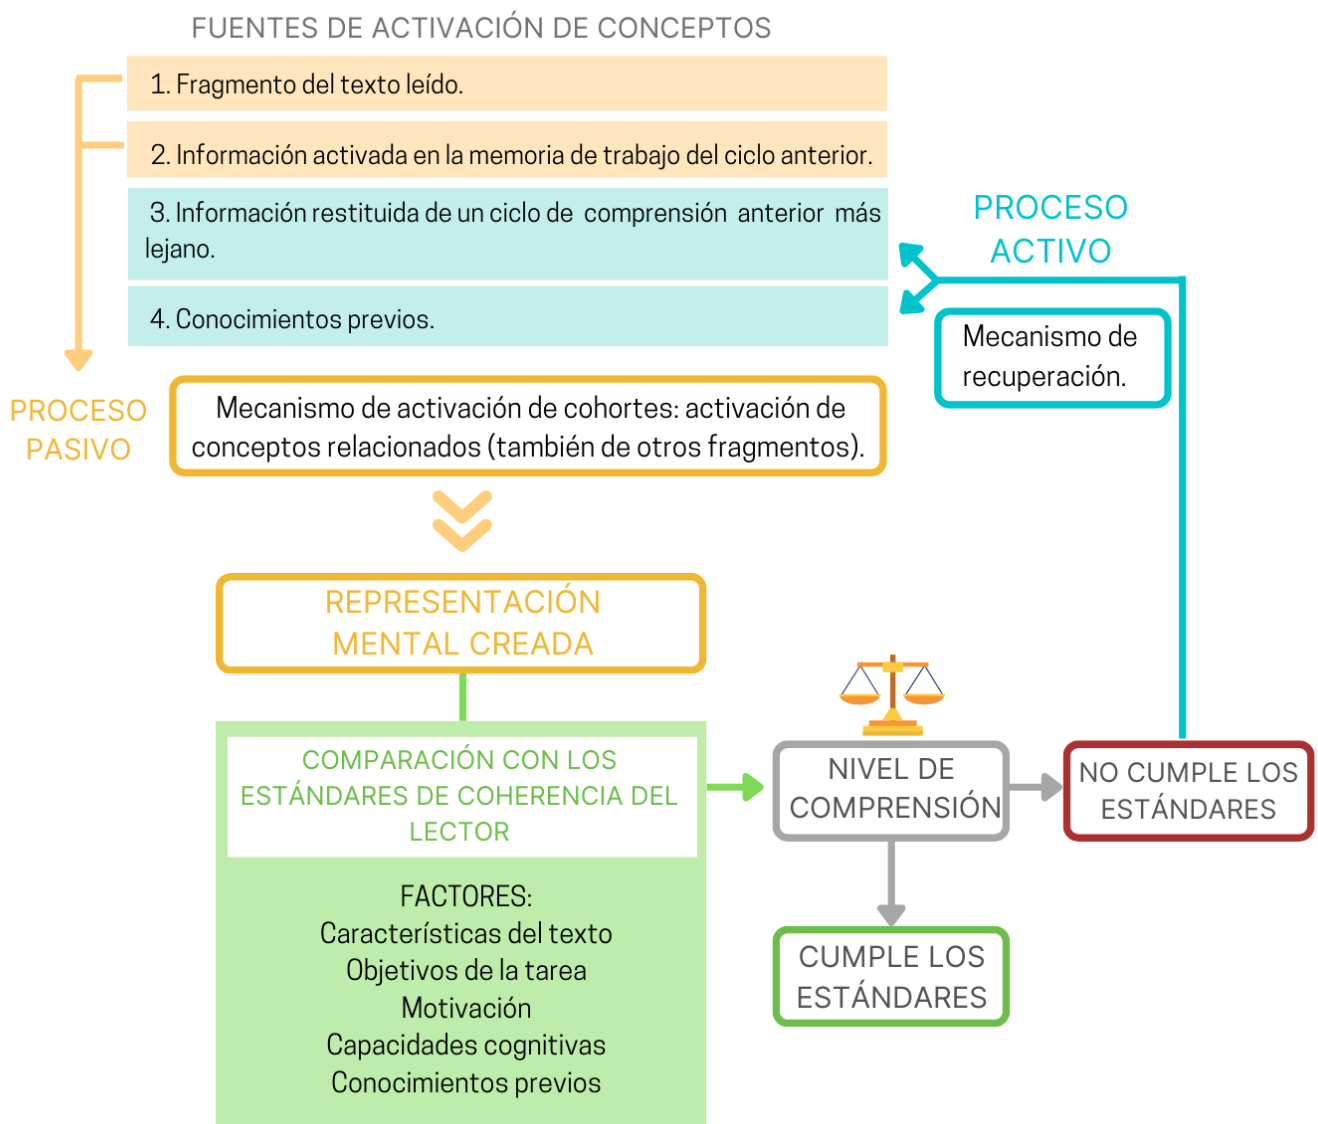 FUENTES DE ACTIVACIÓN DE CONCEPTOS
1. Fragmento del texto leído.
2. Información activada en la memoria de trabajo del ciclo anterior.
3. Información restituida de un ciclo de comprensión anterior más
lejano.
4. Conocimientos previos.
PROCESO
ACTIVO
Mecanismo de
recuperación.
PROCESO
PASIVO
Mecanismo de activación de cohortes: activación de
conceptos relacionados (también de otros fragmentos).
REPRESENTACIÓN
MENTAL CREADA
COMPARACIÓN CON LOS
ESTÁNDARES DE COHERENCIA DEL
LECTOR
FACTORES:
Características del texto
Objetivos de la tarea
Motivación
Capacidades cognitivas
Conocimientos previos
NIVEL DE
COMPRENSIÓN
NO CUMPLE LOS
ESTÁNDARES
CUMPLE LOS
ESTÁNDARES